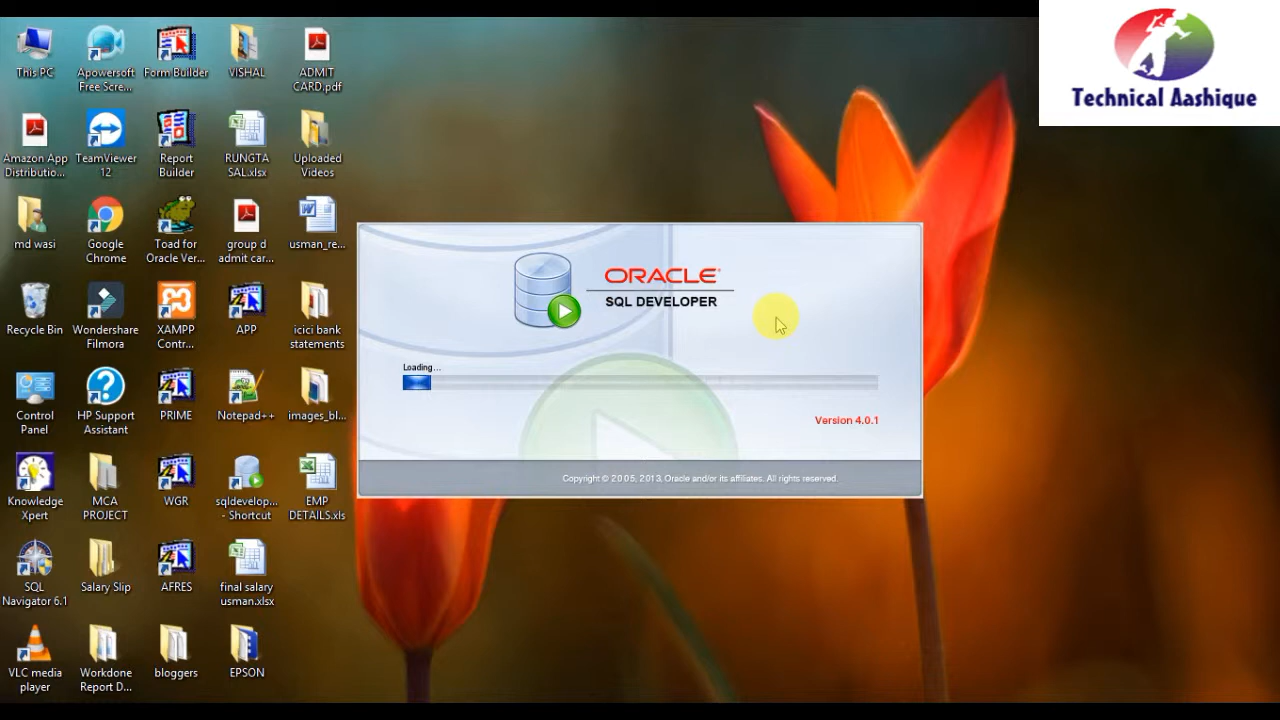 Technical Aashique
This PC
Apowersoft
Free Scre...
Form Builder
VISHAL
ADMIT
CARD.pdf
Amazon App
Distributio...
TeamViewer
12
Report
Builder
RUNGTA
SAL.xlsx
Uploaded
Videos
md wasi
Google
Chrome
Toad for
Oracle Ver...
group d
admit car...
usman_re...
Recycle Bin
Wondershare
Filmora
XAMPP
Contr...
APP
icici bank
statements
Control
Panel
HP Support
Assistant
PRIME
Notepad++
images_bl...
Knowledge
Xpert
MCA
PROJECT
WGR
sqldevelop...
- Shortcut
EMP
DETAILS.xls
SQL
Navigator 6.1
Salary Slip
AFRES
final salary
usman.xlsx
VLC media
player
Workdone
Report D...
bloggers
EPSON
ORACLE
SQL DEVELOPER
Loading...
Version 4.0.1
Copyright © 2005, 2013, Oracle and/or its affiliates. All rights reserved.